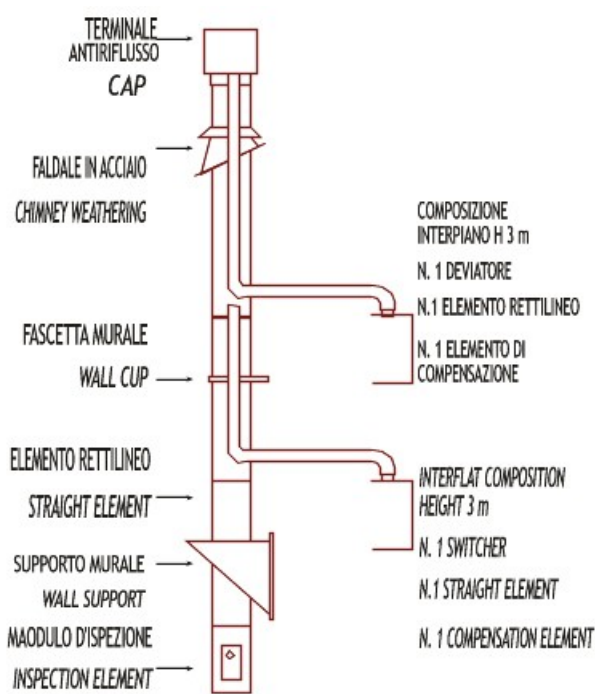 TERMINALE
ANTIRIFLUSSO
CAP
FALDALE IN ACCIAIO
CHIMNEY WEATHERING
FASCETTA MURALE
WALL CUP
ELEMENTO RETTILINEO
STRAIGHT ELEMENT
SUPPORTO MURALE
WALL SUPPORT
MAODULO D'ISPEZIONE
INSPECTION ELEMENT
COMPOSIZIONE
INTERPIANO H 3 m
N. 1 DEVIATORE
N.1 ELEMENTO RETTILINEO
N. 1 ELEMENTO DI
COMPENSAZIONE
INTERFLAT COMPOSITION
HEIGHT 3 m
N. 1 SWITCHER
N.1 STRAIGHT ELEMENT
N. 1 COMPENSATION ELEMENT